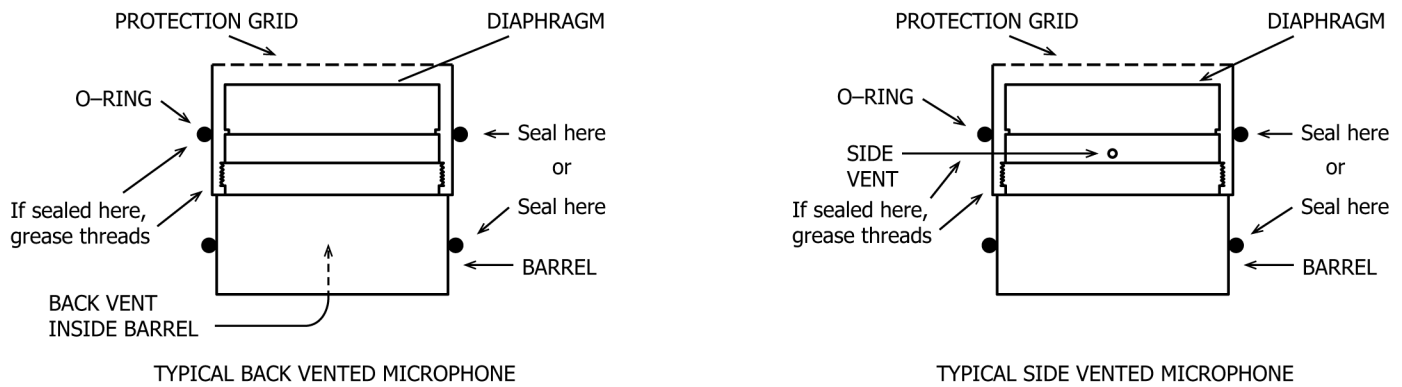 PROTECTION GRID
DIAPHRAGM
O–RING
Seal here
or
Seal here
If sealed here,
grease threads
BARREL
BACK VENT
INSIDE BARREL
TYPICAL BACK VENTED MICROPHONE
PROTECTION GRID
DIAPHRAGM
O–RING
Seal here
SIDE
VENT
or
Seal here
If sealed here,
grease threads
BARREL
TYPICAL SIDE VENTED MICROPHONE